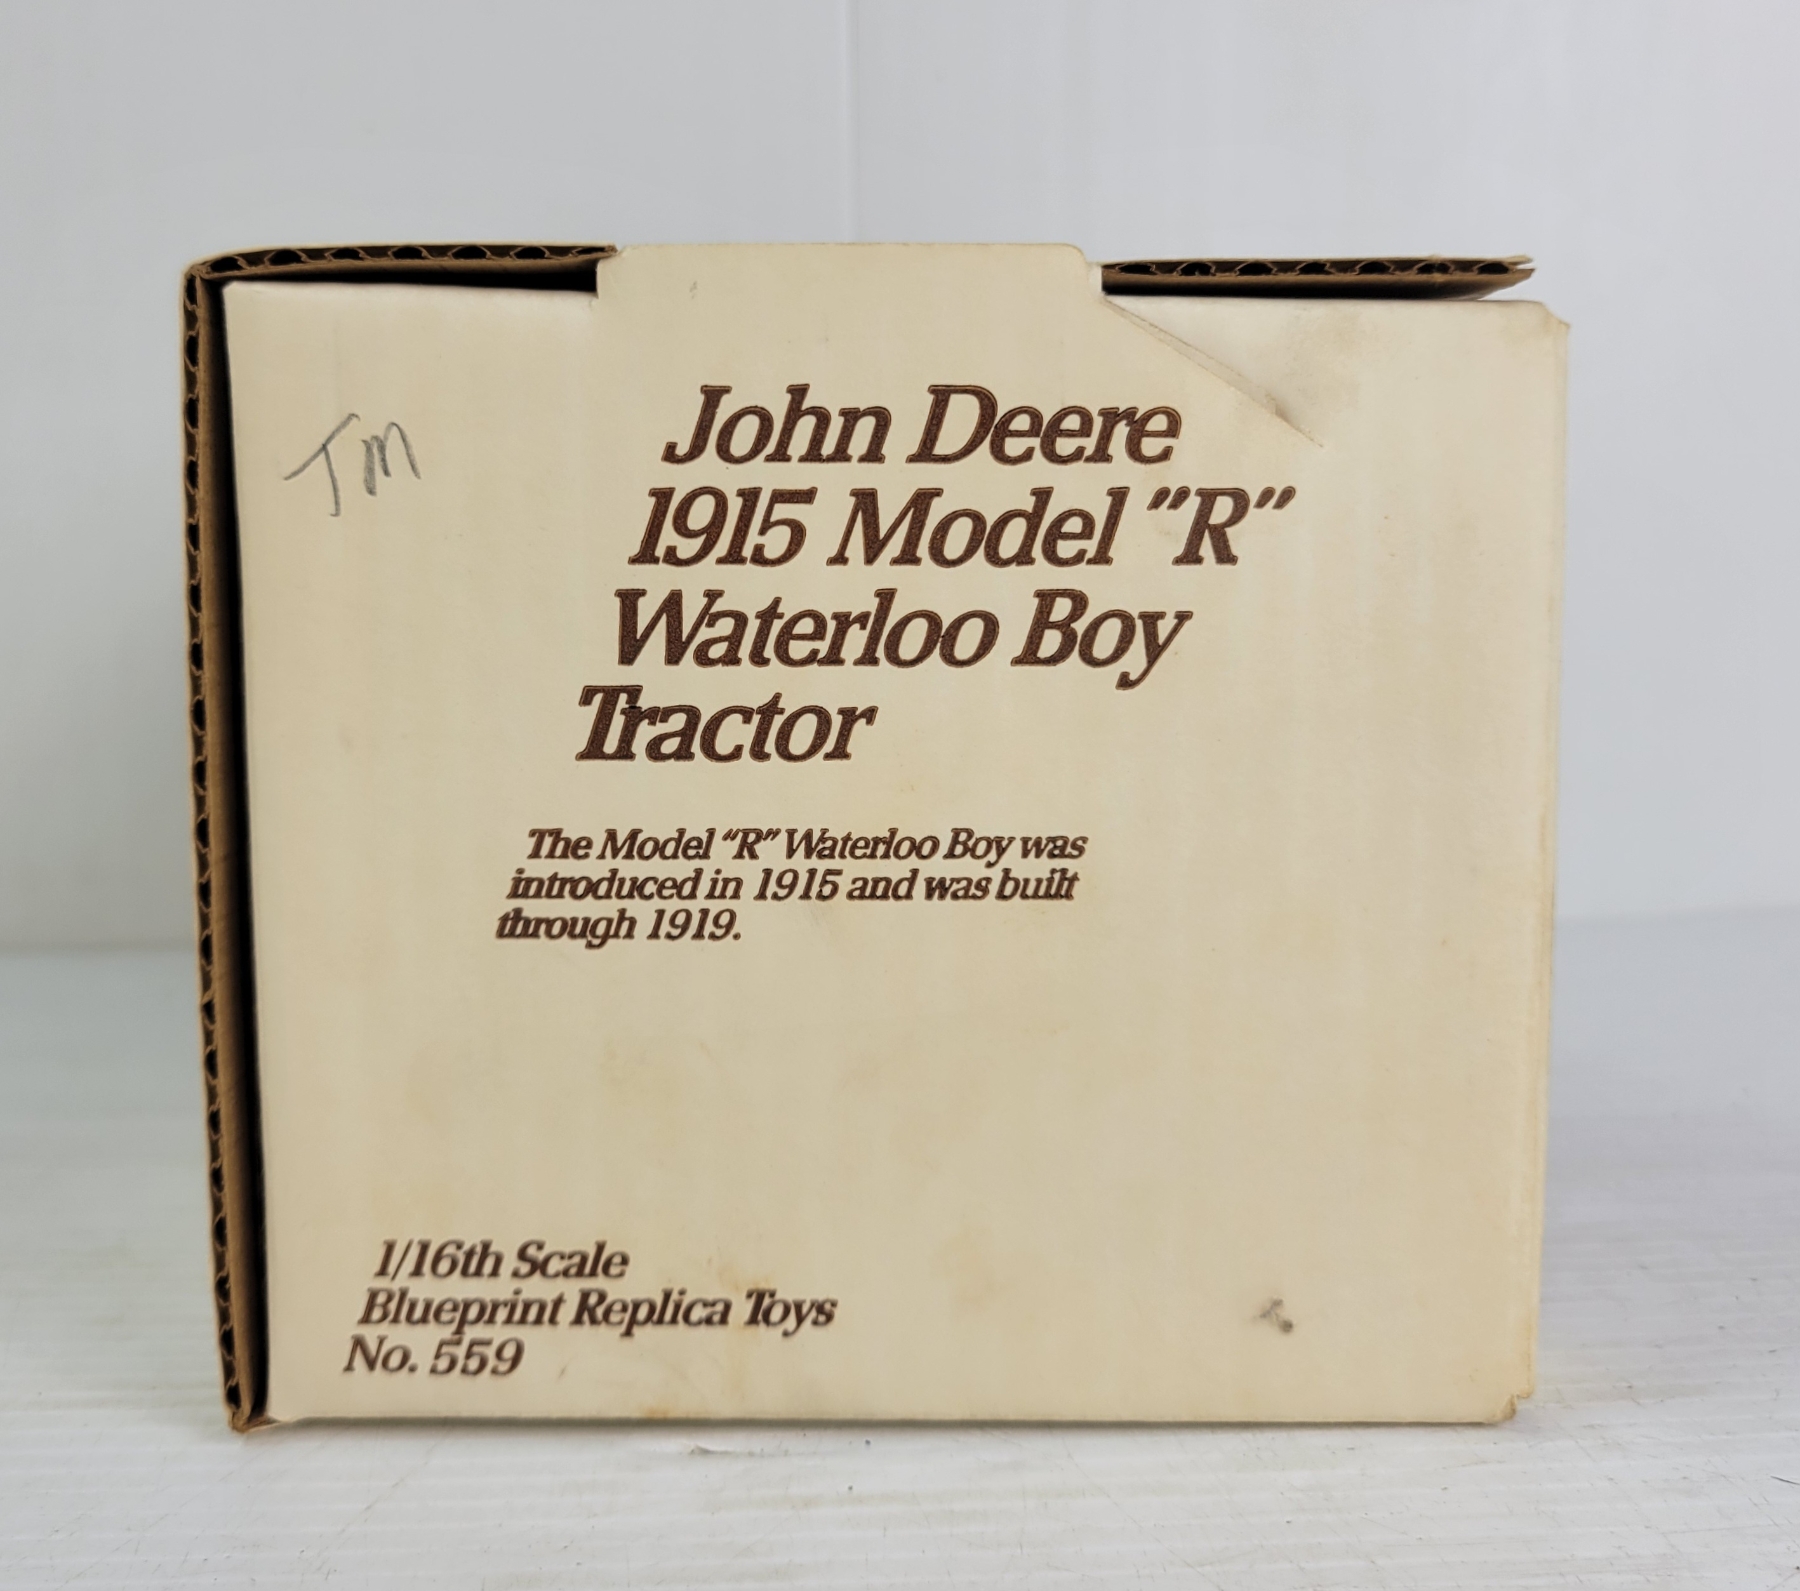 John Deere
1915 Model "R"
Waterloo Boy
Tractor
TM
The Model "R" Waterloo Boy was
introduced in 1915 and was built
through 1919.
1/16th Scale
Blueprint Replica Toys
No. 559